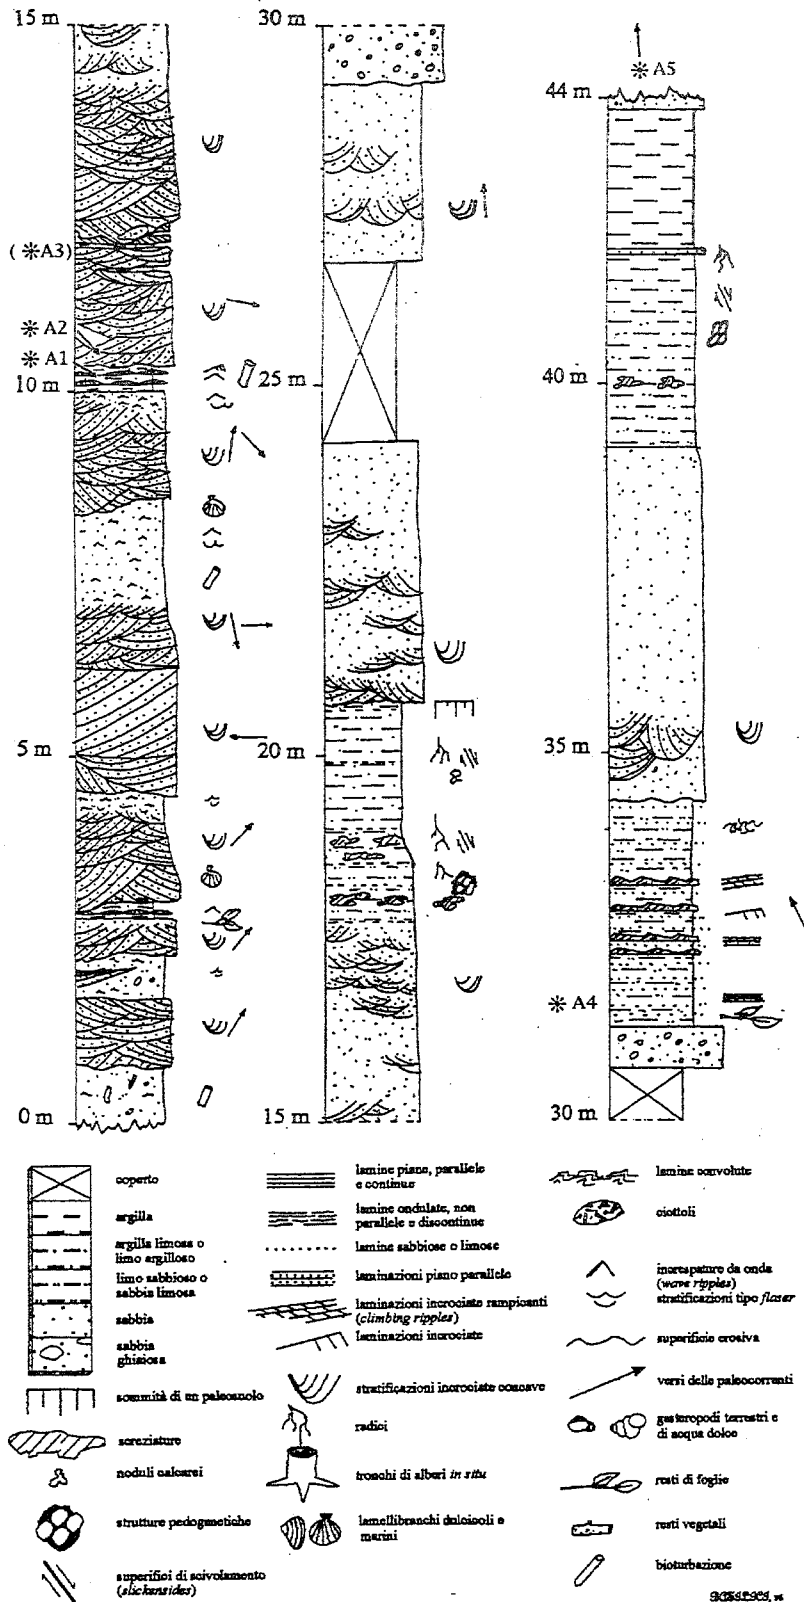 15 m
( ✳A3)
✳ A2
✳ A1
10 m
5 m
0 m
30 m
25 m
20 m
15 m
✳ A5
44 m
40 m
35 m
✳ A4
30 m
coperto
argilla
argilla limosa o
limo argilloso
limo sabbioso o
sabbia limosa
sabbia
sabbia
ghiaiosa
sommità di un paleosuolo
screziature
noduli calcarei
strutture pedogenetiche
superifici di scivolamento
(slickensides)
lamine piane, parallele
e continue
lamine ondulate, non
parallele e discontinue
lamine sabbiose o limose
laminazioni piano parallele
laminazioni incrociate rampicanti
(climbing ripples)
laminazioni incrociate
stratificazioni incrociate concave
radici
tronchi di alberi in situ
lamellibranchi dulcicoli e
marini
lamine convolute
ciottoli
increspature da onda
(wave ripples)
stratificazioni tipo flaser
superificie erosiva
versi delle paleocorrenti
gasteropodi terrestri e
di acqua dolce
resti di foglie
resti vegetali
bioturbazione